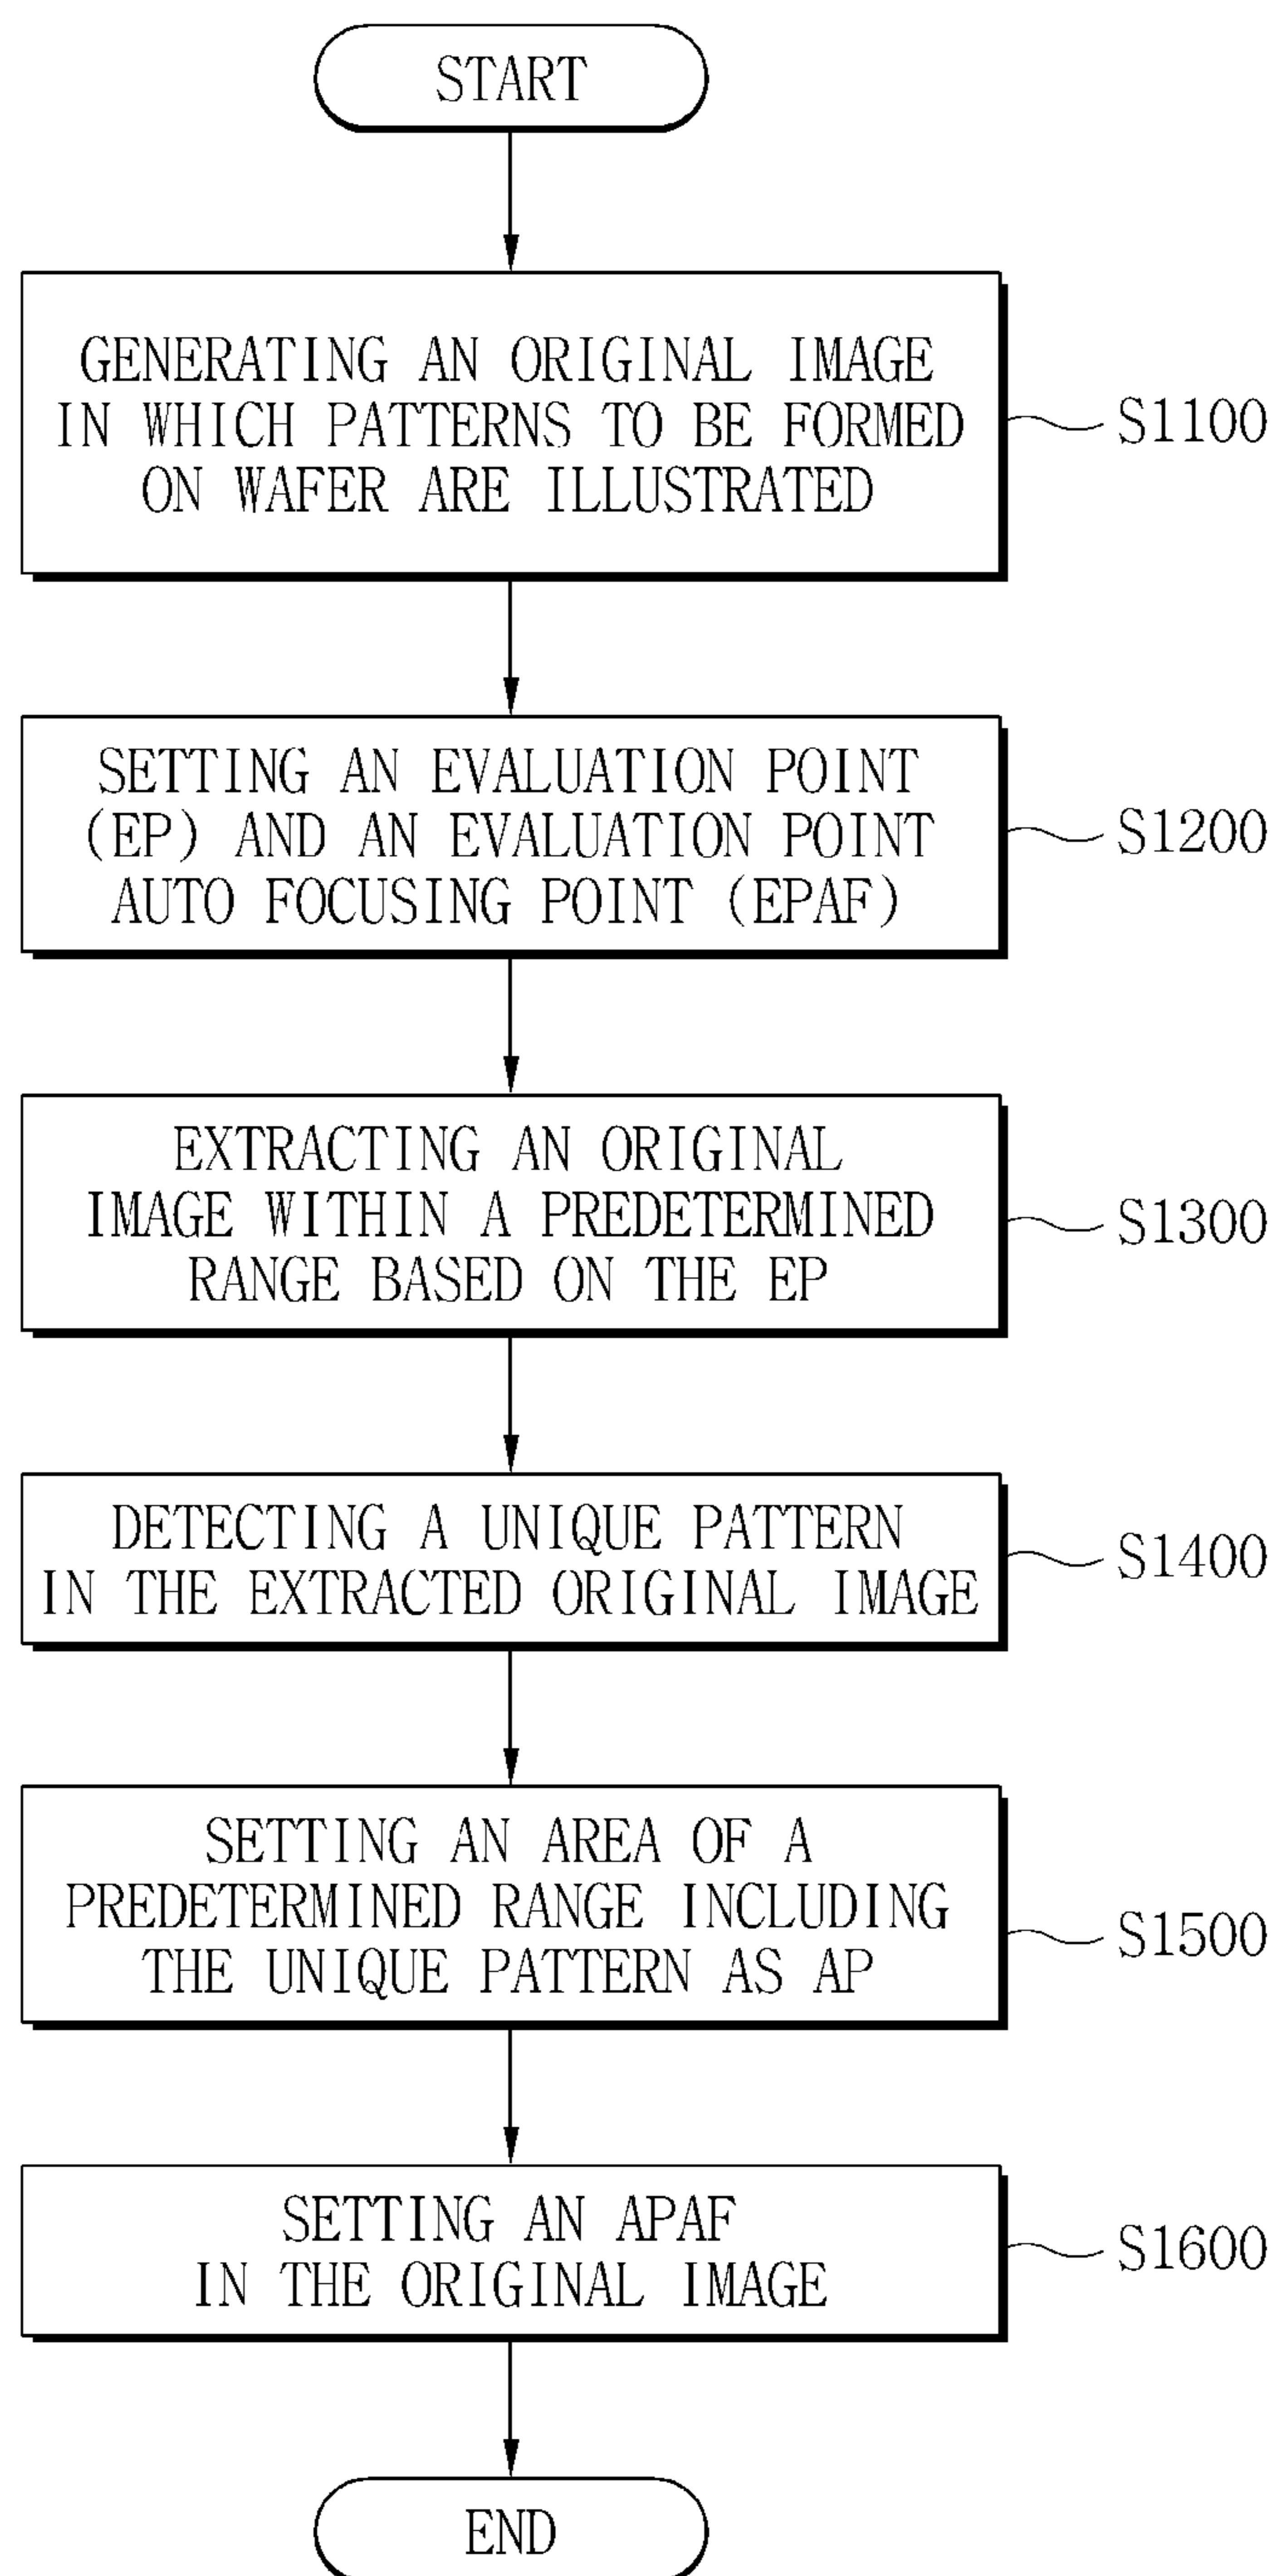 START
GENERATING AN ORIGINAL IMAGE
IN WHICH PATTERNS TO BE FORMED
ON WAFER ARE ILLUSTRATED
S1100
SETTING AN EVALUATION POINT
(EP) AND AN EVALUATION POINT
AUTO FOCUSING POINT (EPAF)
S1200
EXTRACTING AN ORIGINAL
IMAGE WITHIN A PREDETERMINED
RANGE BASED ON THE EP
S1300
DETECTING A UNIQUE PATTERN
IN THE EXTRACTED ORIGINAL IMAGE
S1400
SETTING AN AREA OF A
PREDETERMINED RANGE INCLUDING
THE UNIQUE PATTERN AS AP
S1500
SETTING AN APAF
IN THE ORIGINAL IMAGE
S1600
END